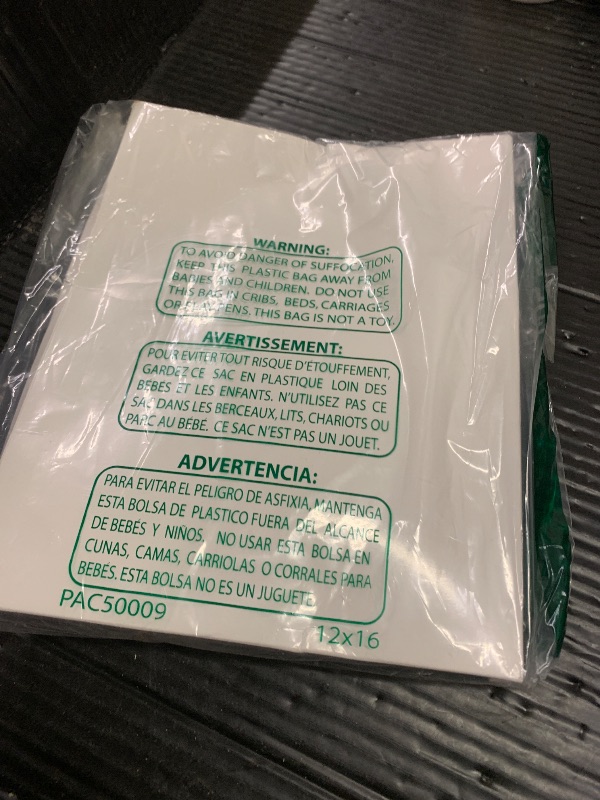 WARNING:
TO AVOID DANGER OF SUFFOCATION,
KEEP THIS PLASTIC BAG AWAY FROM
BABIES AND CHILDREN. DO NOT USE
THIS BAG IN CRIBS, BEDS, CARRIAGES
OR PLAYPENS. THIS BAG IS NOT A TOY.
AVERTISSEMENT:
POUR EVITER TOUT RISQUE D'ETOUFFEMENT,
GARDEZ CE SAC EN PLASTIQUE LOIN DES
BEBES ET LES ENFANTS. N'UTILISEZ PAS CE
SAC DANS LES BERCEAUX, LITS, CHARIOTS OU
PARC AU BEBÉ. CE SAC N'EST PAS UN JOUET.
ADVERTENCIA:
PARA EVITAR EL PELIGRO DE ASFIXIA, MANTENGA
ESTA BOLSA DE PLASTICO FUERA DEL ALCANCE
DE BEBÉS Y NIÑOS. NO USAR ESTA BOLSA EN
CUNAS, CAMAS, CARRIOLAS O CORRALES PARA
BEBÉS. ESTA BOLSA NO ES UN JUGUETE
PAC50009
12x16